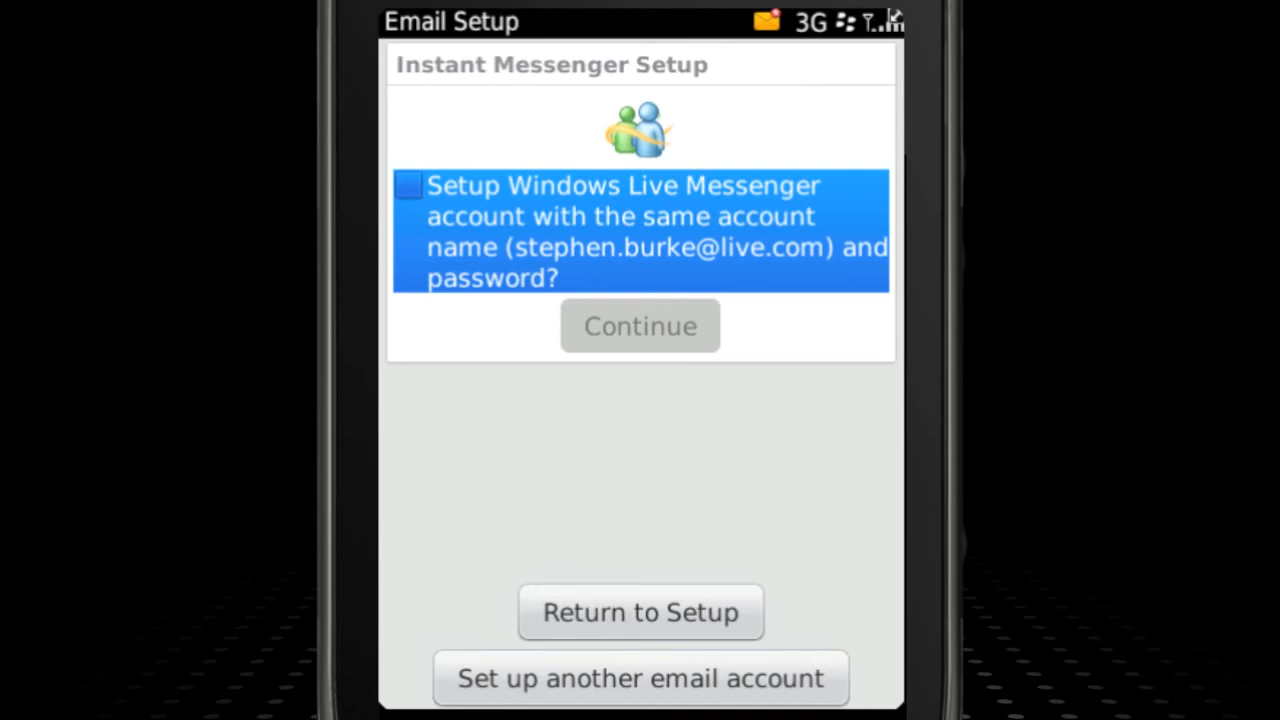 Email Setup 3G
Instant Messenger Setup
Setup Windows Live Messenger
account with the same account
name (stephen.burke@live.com) and
password?
Continue
Return to Setup
Set up another email account